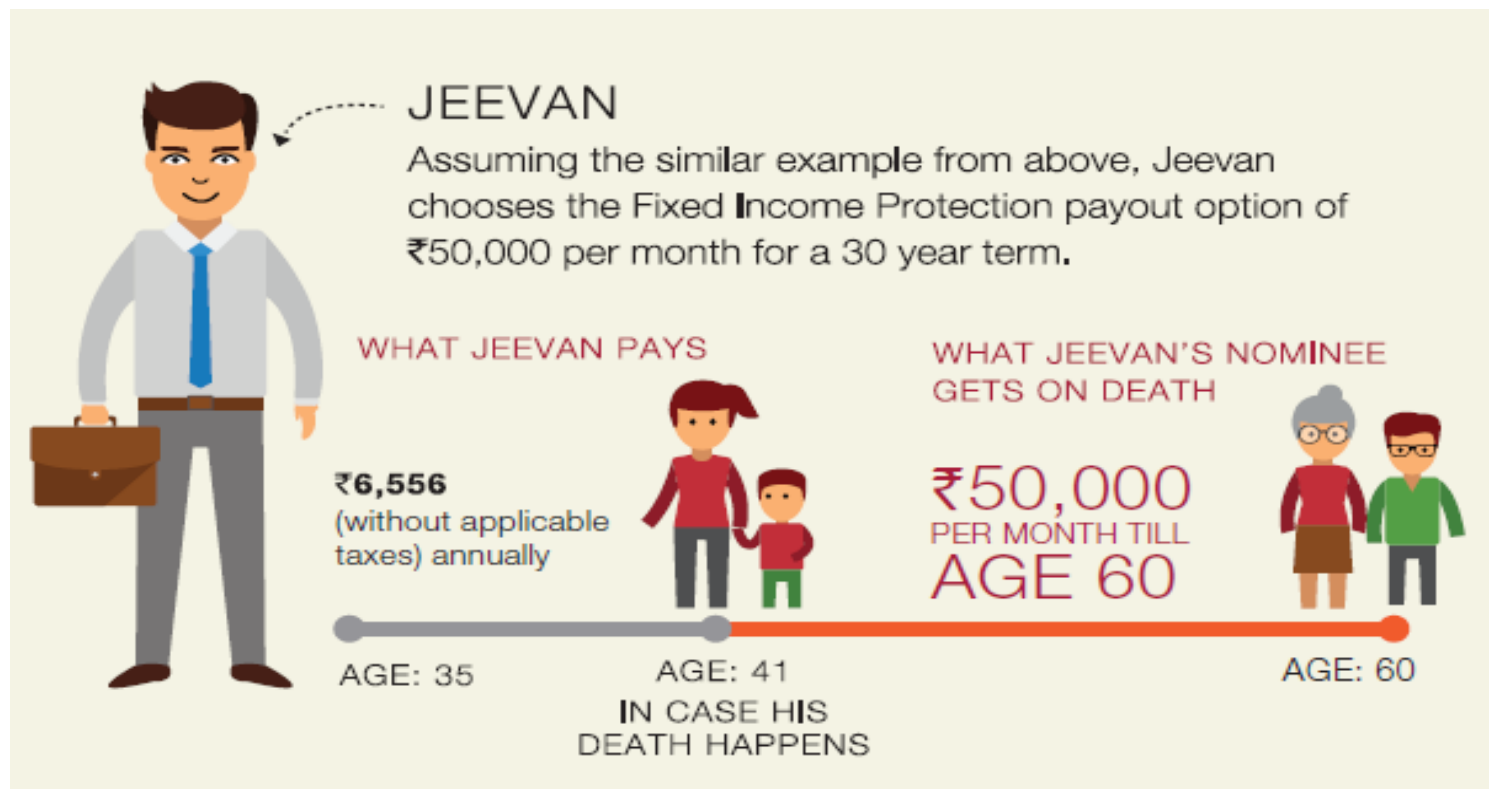 JEEVAN
Assuming the similar example from above, Jeevan
chooses the Fixed Income Protection payout option of
₹50,000 per month for a 30 year term.
WHAT JEEVAN PAYS
₹6,556
(without applicable
taxes) annually
WHAT JEEVAN'S NOMINEE
GETS ON DEATH
₹50,000
PER MONTH TILL
AGE 60
AGE: 35
AGE: 41
IN CASE HIS
DEATH HAPPENS
AGE: 60